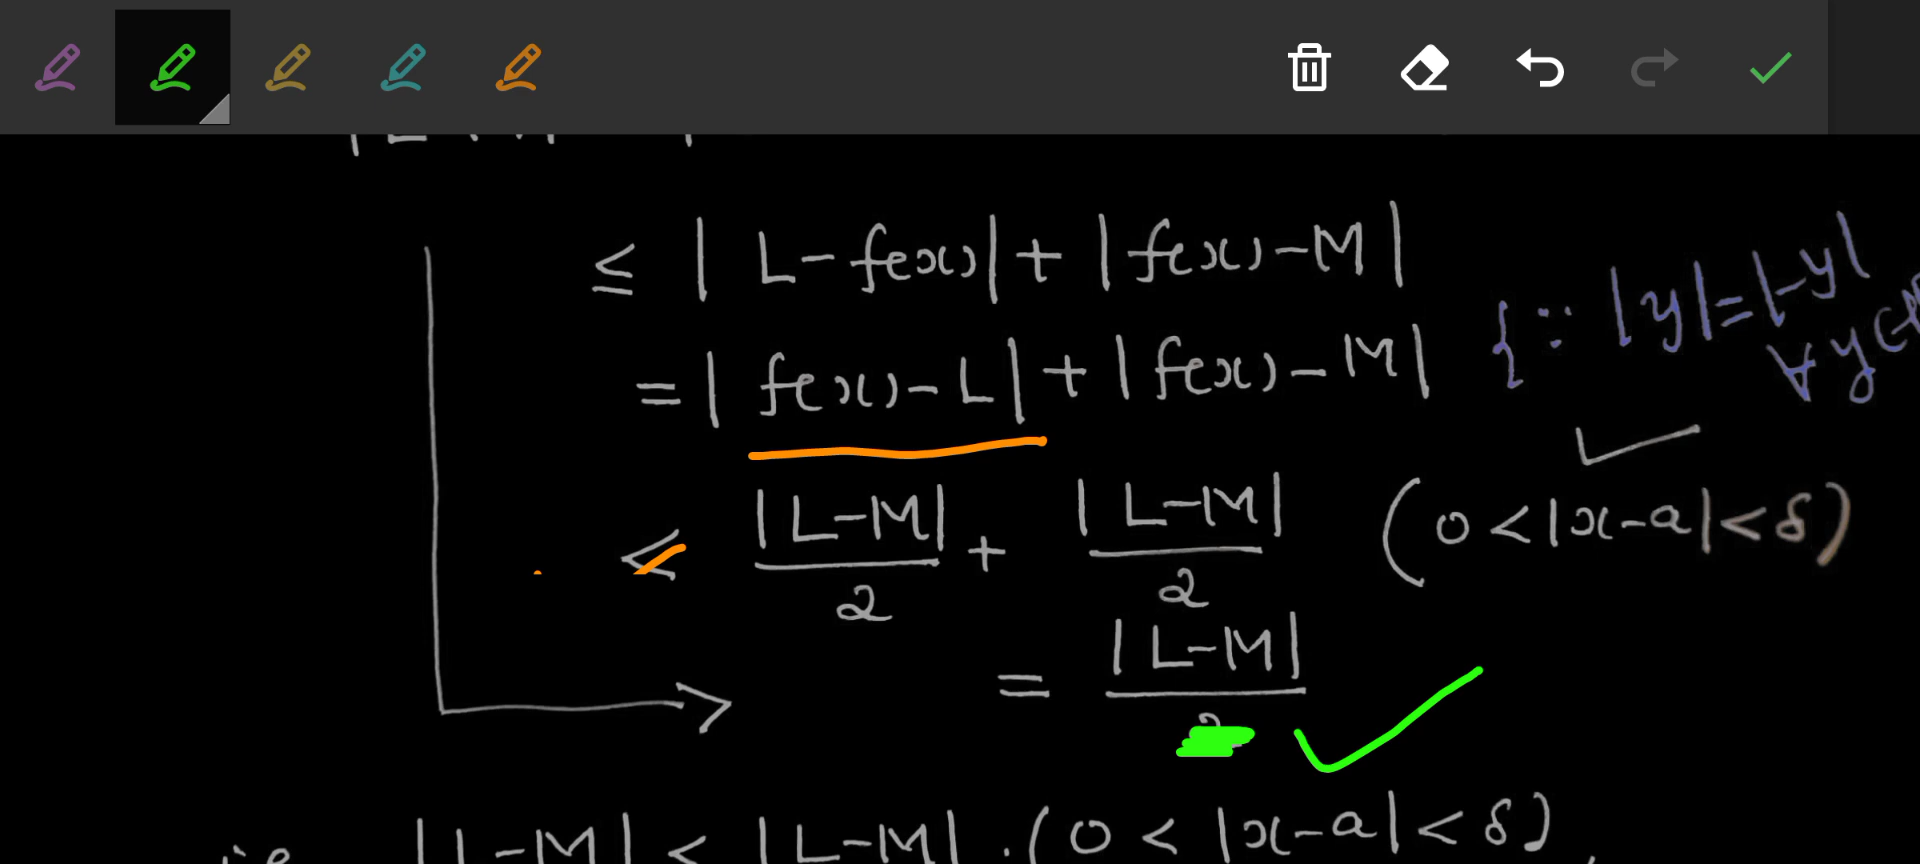 ≤ | L - f(x)| + | f(x) - M |
= | f(x) - L | + | f(x) - M | {∵ |y| = |-y|
∀ y ∈
< |L-M|/2 + |L-M|/2 (0 < |x-a| < δ)
= |L-M|/2
i.e. |L-M| < |L-M| . (0 < |x-a| < δ)